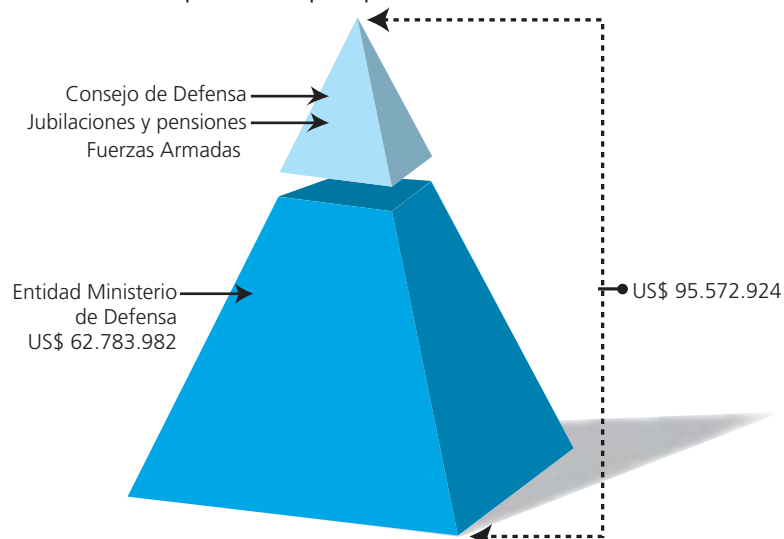 Consejo de Defensa
Jubilaciones y pensiones
Fuerzas Armadas
Entidad Ministerio
de Defensa
US$ 62.783.982
US$ 95.572.924